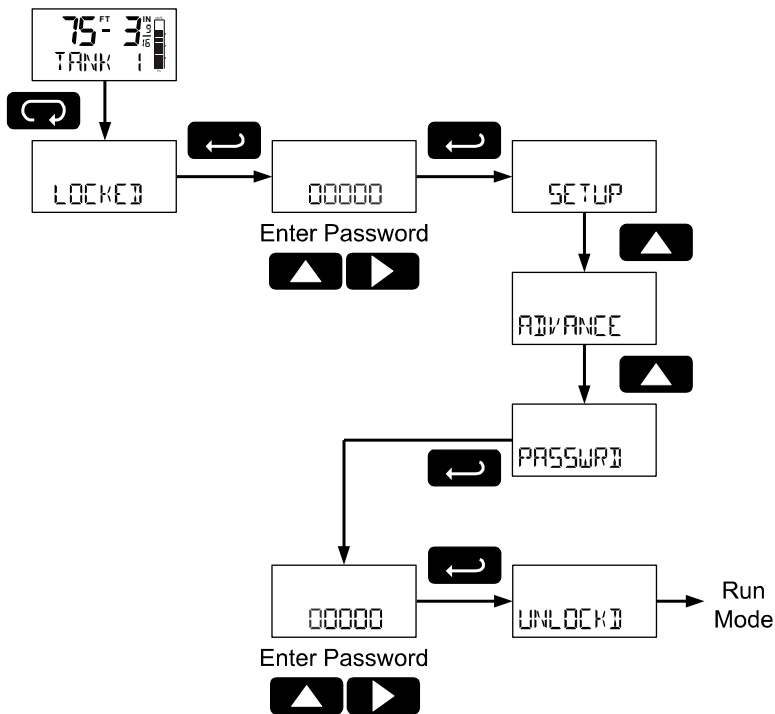 75 FT - 3 IN 9/16
TANK 1
LOCKED
00000
SETUP
Enter Password
ADVANCE
PASSWRD
00000
UNLOCKD
Run
Mode
Enter Password